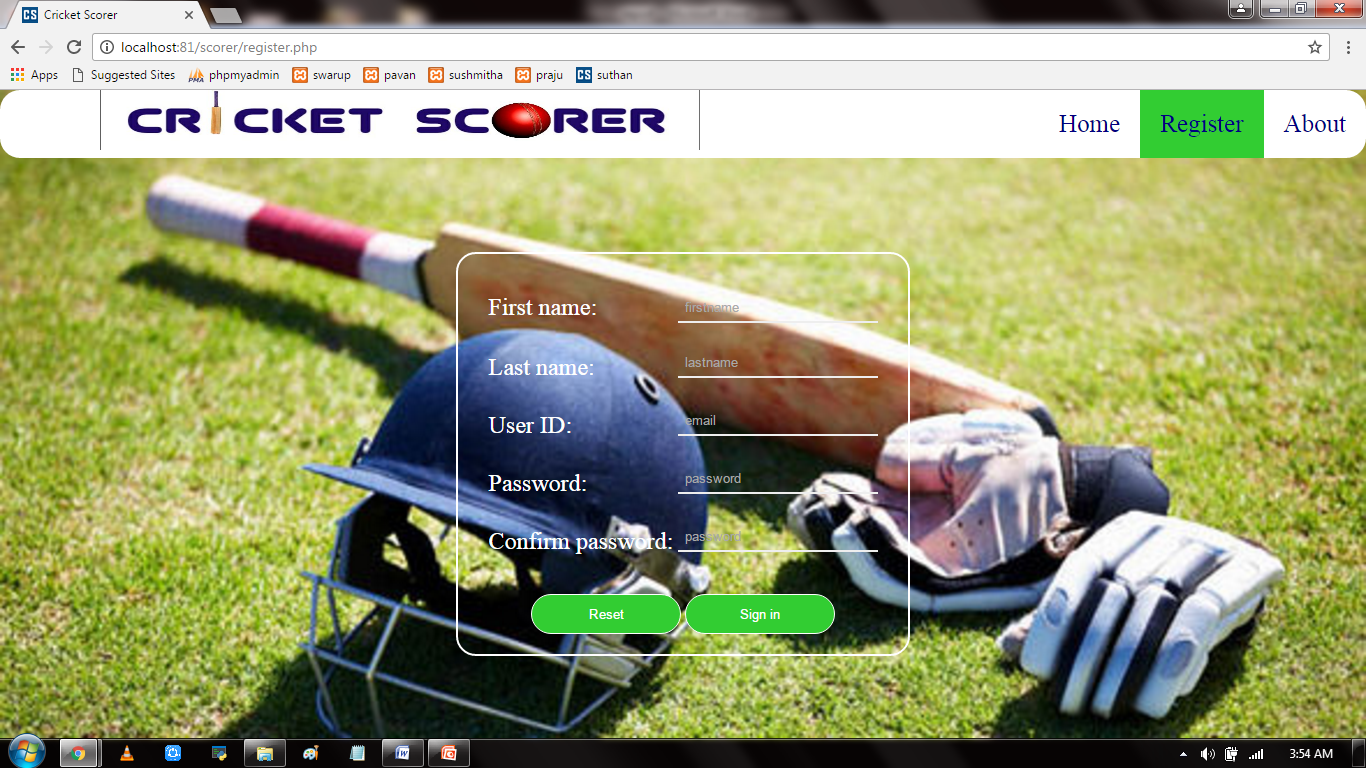 Cricket Scorer
localhost:81/scorer/register.php
Apps Suggested Sites phpmyadmin swarup pavan sushmitha praju suthan
CRICKET SCORER
Home Register About
First name: firstname
Last name: lastname
User ID: email
Password: password
Confirm password: password
Reset Sign in
3:54 AM